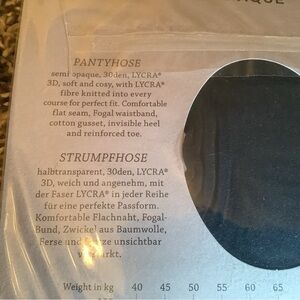 QUE
PANTYHOSE
semi opaque, 30den, LYCRA®
3D, soft and cosy, with LYCRA®
fibre knitted into every
course for perfect fit. Comfortable
flat seam, Fogal waistband,
cotton gusset, invisible heel
and reinforced toe.
STRUMPFHOSE
halbtransparent, 30den, LYCRA®
3D, weich und angenehm, mit
der Faser LYCRA® in jeder Reihe
für eine perfekte Passform.
Komfortable Flachnaht, Fogal-
Bund, Zwickel aus Baumwolle,
Ferse und unsichtbar
Weight in kg 40 45 50 55 60 65